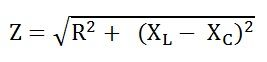 Z = √R² + (X_L − X_C)²